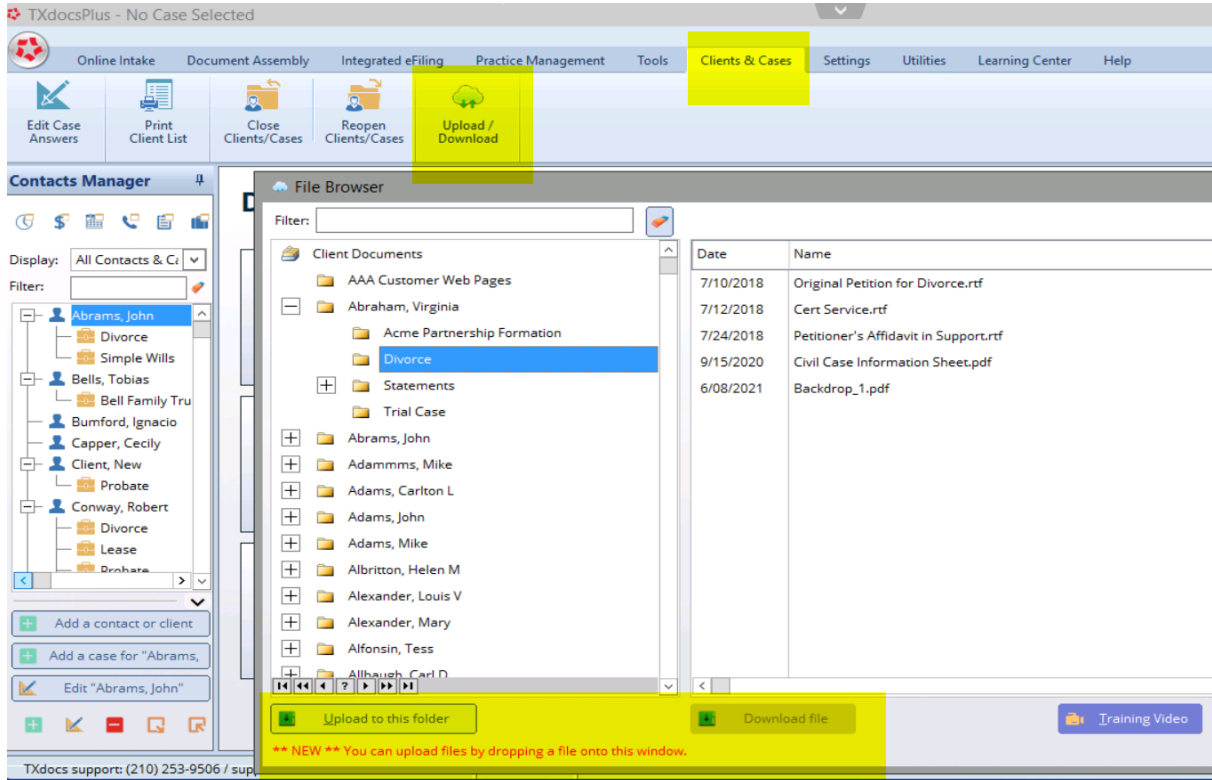 TXdocsPlus - No Case Selected
Online Intake Document Assembly Integrated eFiling Practice Management Tools Clients & Cases Settings Utilities Learning Center Help
Edit Case Answers
Print Client List
Close Clients/Cases
Reopen Clients/Cases
Upload / Download
Contacts Manager
Display: All Contacts & Ca
Filter:
Abrams, John
Divorce
Simple Wills
Bells, Tobias
Bell Family Tru
Bumford, Ignacio
Capper, Cecily
Client, New
Probate
Conway, Robert
Divorce
Lease
Probate
Add a contact or client
Add a case for "Abrams,
Edit "Abrams, John"
File Browser
Filter:
Client Documents
AAA Customer Web Pages
Abraham, Virginia
Acme Partnership Formation
Divorce
Statements
Trial Case
Abrams, John
Adammms, Mike
Adams, Carlton L
Adams, John
Adams, Mike
Albritton, Helen M
Alexander, Louis V
Alexander, Mary
Alfonsin, Tess
Allbaugh, Carl D
Date Name
7/10/2018 Original Petition for Divorce.rtf
7/12/2018 Cert Service.rtf
7/24/2018 Petitioner's Affidavit in Support.rtf
9/15/2020 Civil Case Information Sheet.pdf
6/08/2021 Backdrop_1.pdf
Upload to this folder
Download file
Training Video
** NEW ** You can upload files by dropping a file onto this window.
TXdocs support: (210) 253-9506 / sup